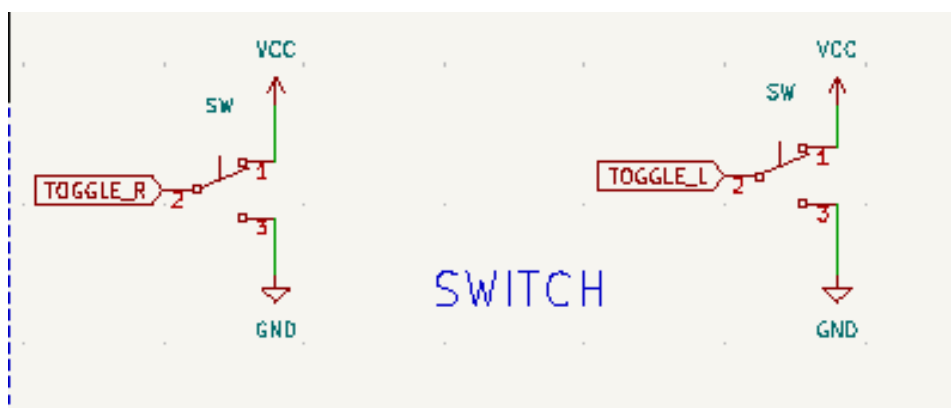 VCC
SW
1
TOGGLE_R
2
3
GND
SWITCH
VCC
SW
1
TOGGLE_L
2
3
GND